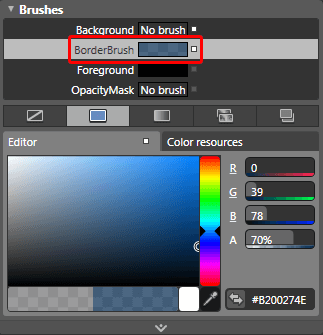 Brushes
Background No brush
BorderBrush
Foreground
OpacityMask No brush
Editor
Color resources
R 0
G 39
B 78
A 70%
#B200274E